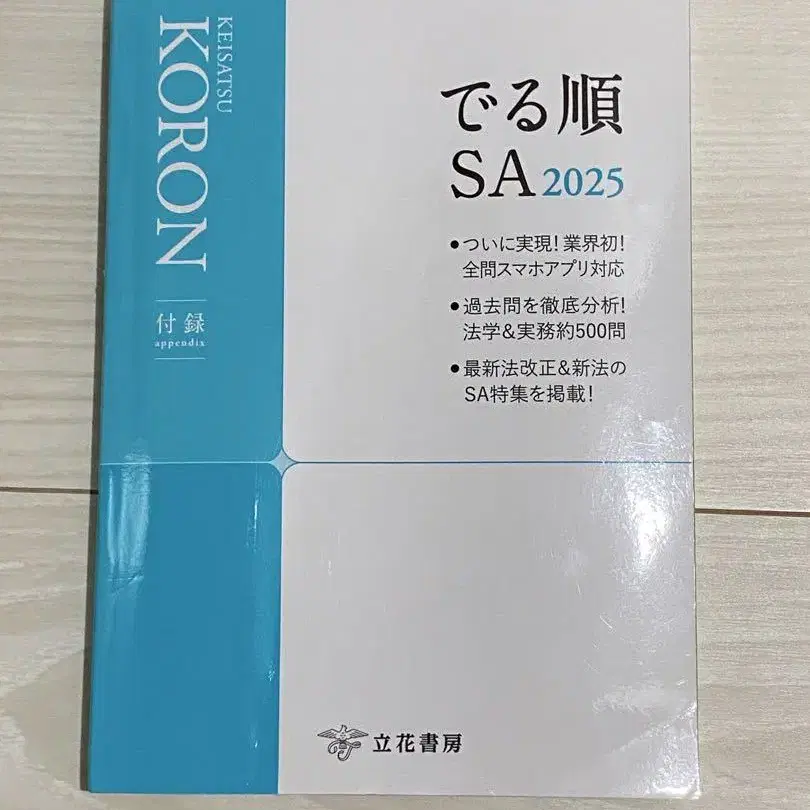 KEISATSU
KORON
付録
appendix
でる順
SA 2025
●ついに実現!業界初!
全問スマホアプリ対応
●過去問を徹底分析!
法学&実務約500問
●最新法改正&新法の
SA特集を掲載!
立花書房